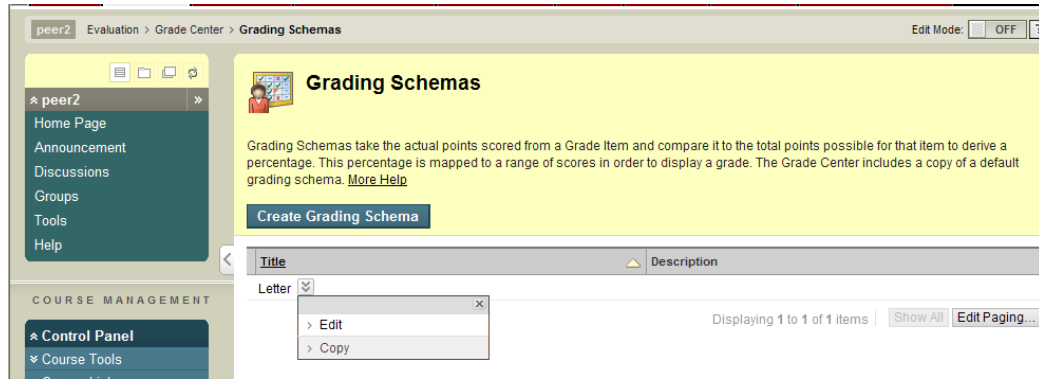 peer2 Evaluation > Grade Center > Grading Schemas
Edit Mode: OFF ?
peer2
Home Page
Announcement
Discussions
Groups
Tools
Help
COURSE MANAGEMENT
Control Panel
Course Tools
Grading Schemas
Grading Schemas take the actual points scored from a Grade Item and compare it to the total points possible for that item to derive a
percentage. This percentage is mapped to a range of scores in order to display a grade. The Grade Center includes a copy of a default
grading schema. More Help
Create Grading Schema
Title Description
Letter
> Edit
> Copy
Displaying 1 to 1 of 1 items Show All Edit Paging...